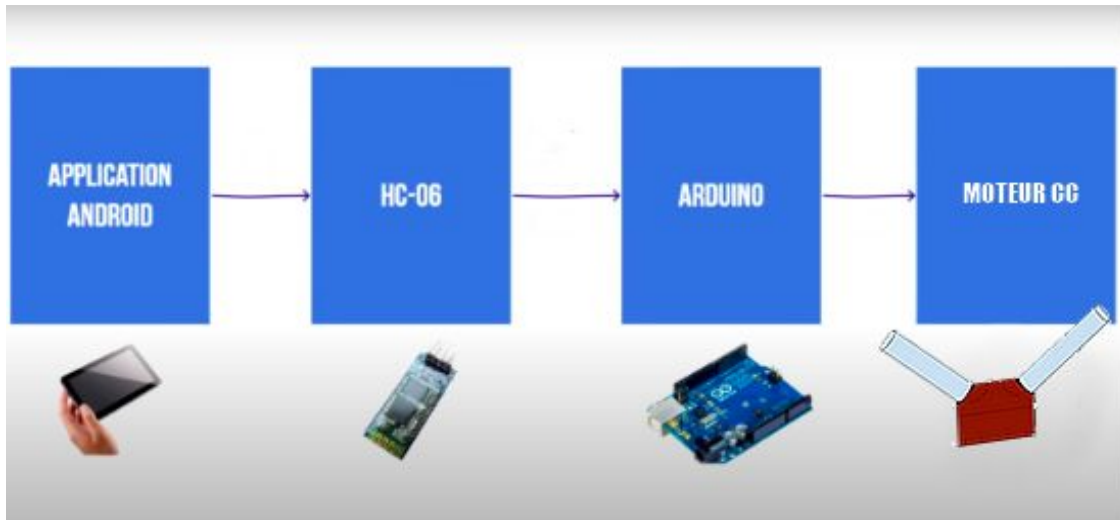 APPLICATION
ANDROID
HC-06
ARDUINO
MOTEUR CC